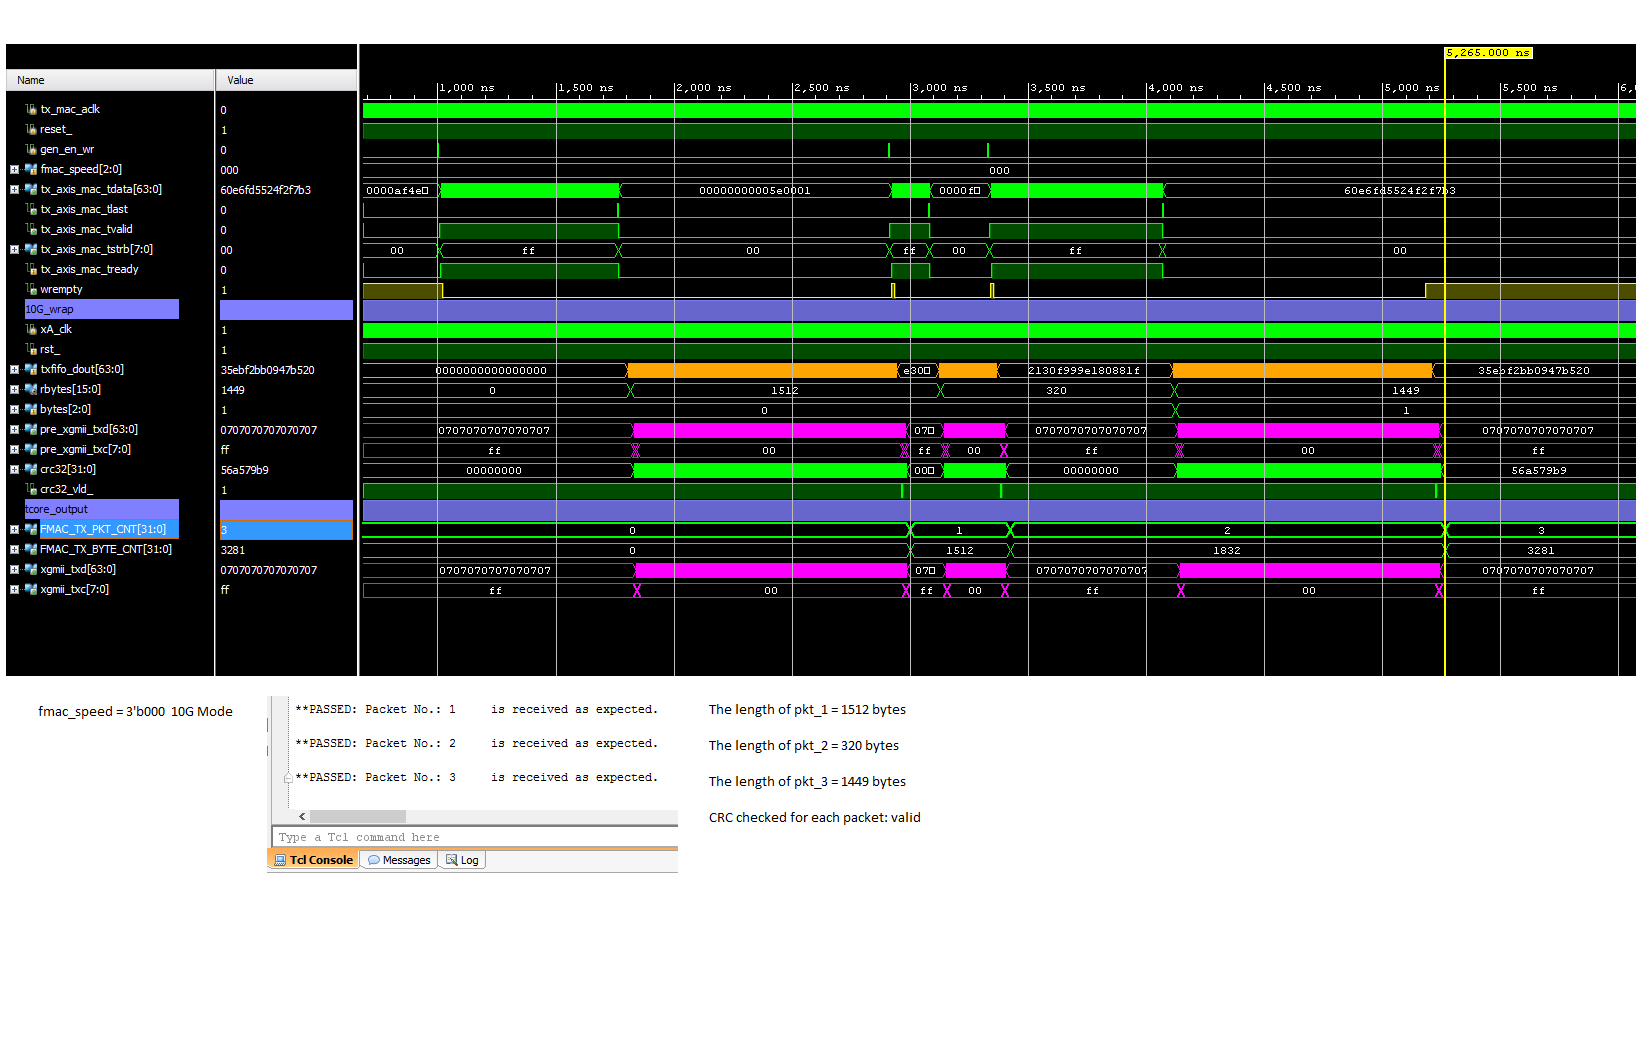 5,265.000 ns
Name Value
1,000 ns 1,500 ns 2,000 ns 2,500 ns 3,000 ns 3,500 ns 4,000 ns 4,500 ns 5,000 ns 5,500 ns 6,
tx_mac_aclk 0
reset_ 1
gen_en_wr 0
fmac_speed[2:0] 000 000
tx_axis_mac_tdata[63:0] 60e6fd5524f2f7b3 0000af4e 00000000005e0001 0000f 60e6fd5524f2f7b3
tx_axis_mac_tlast 0
tx_axis_mac_tvalid 0
tx_axis_mac_tstrb[7:0] 00 00 ff 00 ff 00 ff 00
tx_axis_mac_tready 0
wrempty 1
10G_wrap
xA_clk 1
rst_ 1
txfifo_dout[63:0] 35ebf2bb0947b520 0000000000000000 e30 2130f999e180881f 35ebf2bb0947b520
rbytes[15:0] 1449 0 1512 320 1449
bytes[2:0] 1 0 1
pre_xgmii_txd[63:0] 0707070707070707 0707070707070707 07 0707070707070707 0707070707070707
pre_xgmii_txc[7:0] ff ff 00 ff 00 ff 00 ff
crc32[31:0] 56a579b9 00000000 00 00000000 56a579b9
crc32_vld_ 1
tcore_output
FMAC_TX_PKT_CNT[31:0] 3 0 1 2 3
FMAC_TX_BYTE_CNT[31:0] 3281 0 1512 1832 3281
xgmii_txd[63:0] 0707070707070707 0707070707070707 07 0707070707070707 0707070707070707
xgmii_txc[7:0] ff ff 00 ff 00 ff 00 ff
fmac_speed = 3'b000 10G Mode
**PASSED: Packet No.: 1 is received as expected.
**PASSED: Packet No.: 2 is received as expected.
**PASSED: Packet No.: 3 is received as expected.
Type a Tcl command here
Tcl Console Messages Log
The length of pkt_1 = 1512 bytes
The length of pkt_2 = 320 bytes
The length of pkt_3 = 1449 bytes
CRC checked for each packet: valid